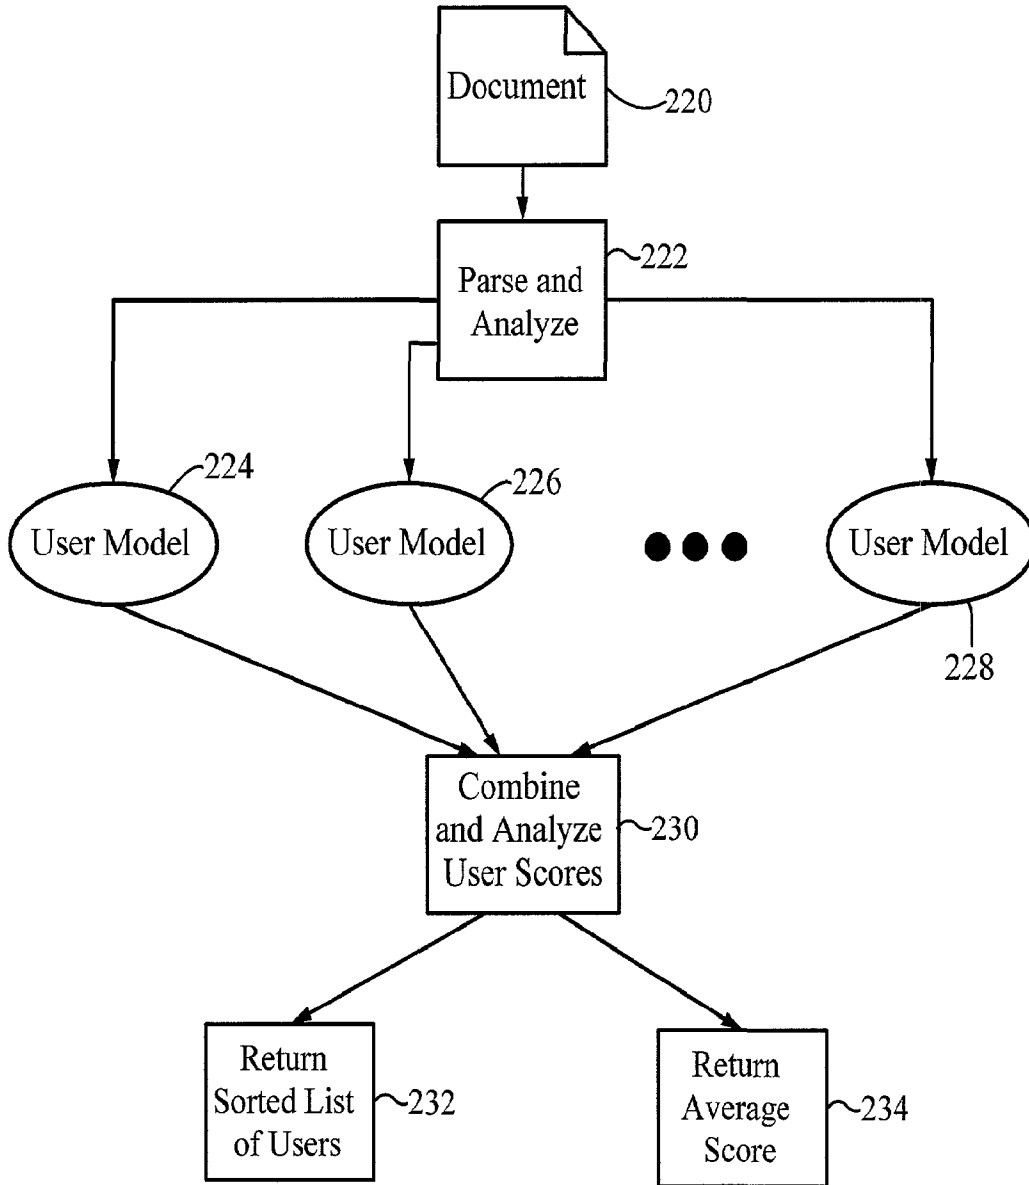 Document
220
Parse and
Analyze
222
User Model
224
User Model
226
User Model
228
Combine
and Analyze
User Scores
230
Return
Sorted List
of Users
232
Return
Average
Score
234